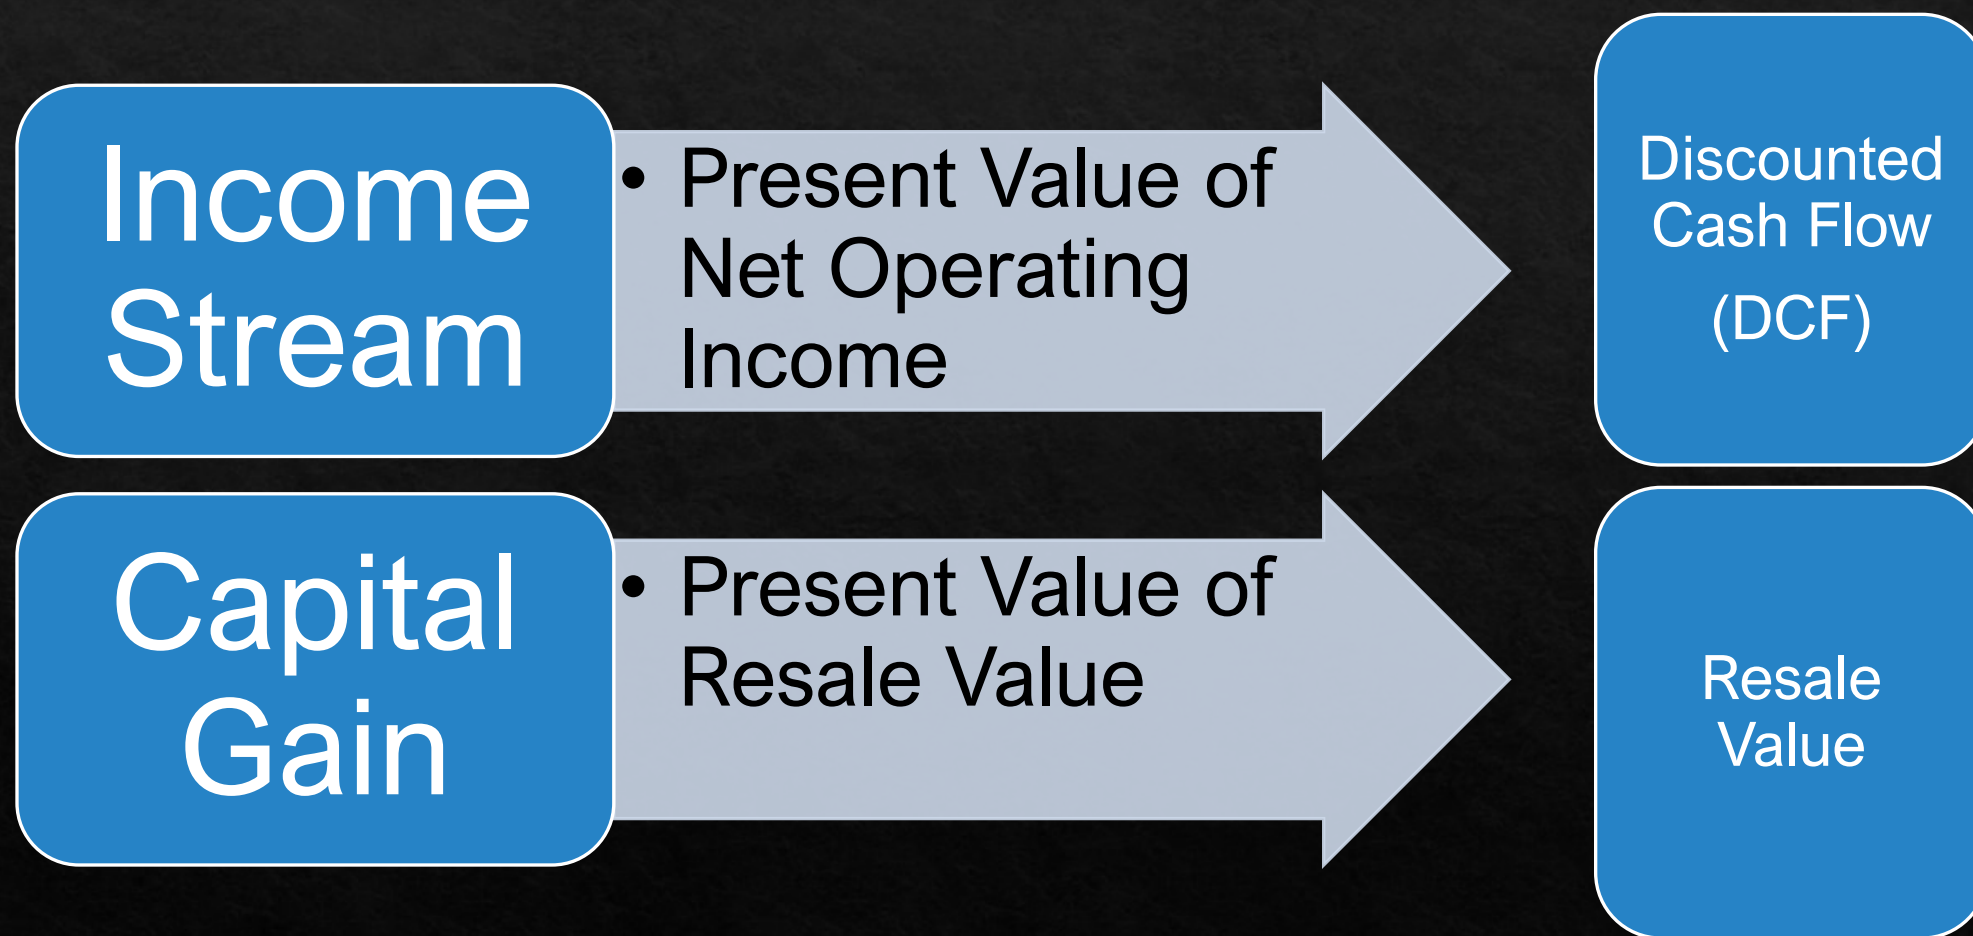 Income
Stream
• Present Value of
Net Operating
Income
Discounted
Cash Flow
(DCF)
Capital
Gain
• Present Value of
Resale Value
Resale
Value